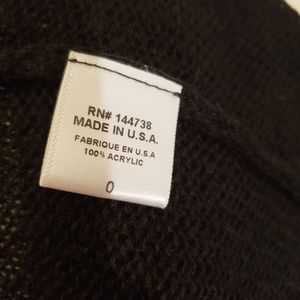 RN# 144738
MADE IN U.S.A.
FABRIQUE EN U.S.A
100% ACRYLIC
0